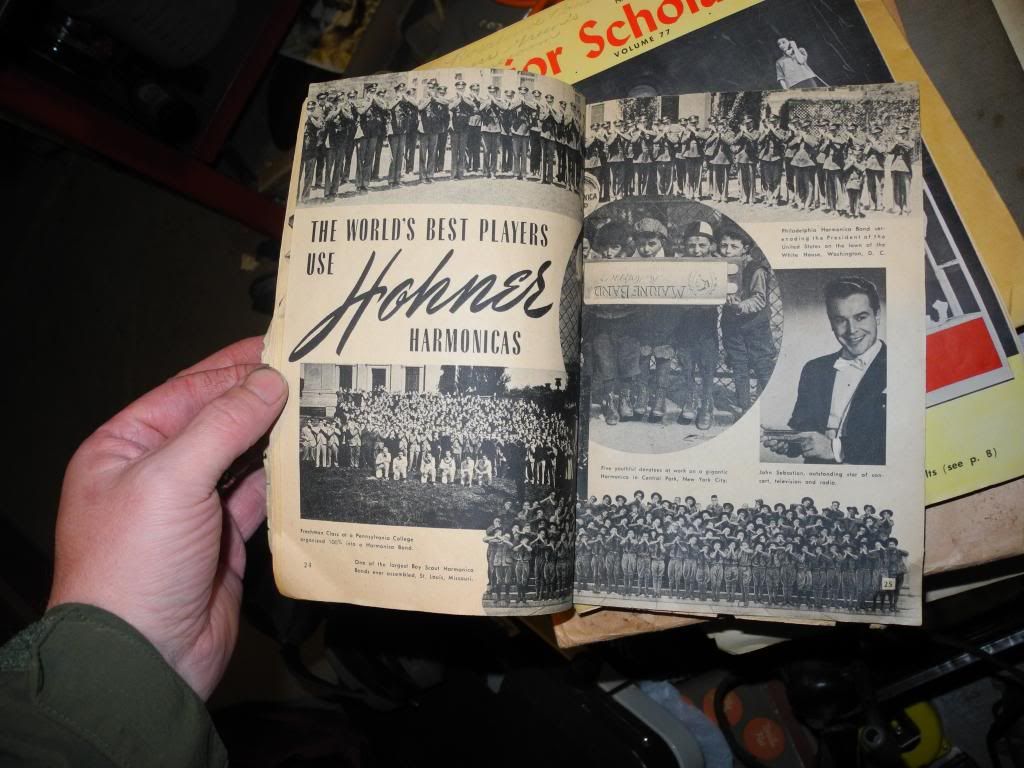 or Schola
VOLUME 77
THE WORLD'S BEST PLAYERS
USE Hohner
HARMONICAS
Freshman Class at a Pennsylvania College
organized 100% into a Harmonica Band.
24
One of the largest Boy Scout Harmonica
Bands ever assembled, St. Louis, Missouri.
Philadelphia Harmonica Band ser-
enading the President of the
United States on the lawn of the
White House, Washington, D. C.
MARINE BAND
Five youthful devotees at work on a gigantic
Harmonica in Central Park, New York City.
John Sebastian, outstanding star of con-
cert, television and radio.
25
lts (see p. 8)